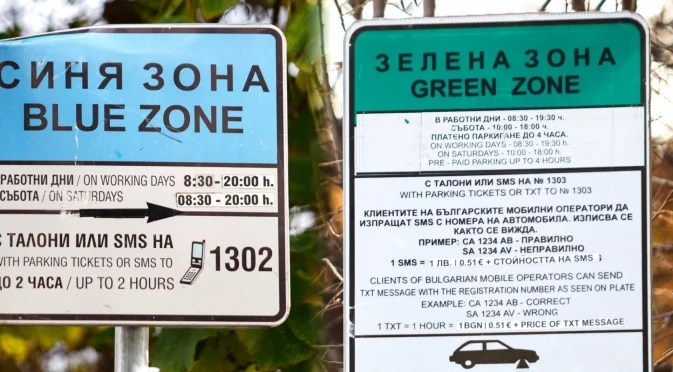 СИНЯ ЗОНА
BLUE ZONE
РАБОТНИ ДНИ / ON WORKING DAYS 8:30 - 20:00 h.
СЪБОТА / ON SATURDAYS 08:30 - 20:00 h.
С ТАЛОНИ ИЛИ SMS НА
WITH PARKING TICKETS OR SMS TO
1302
ДО 2 ЧАСА / UP TO 2 HOURS
ЗЕЛЕНА ЗОНА
GREEN ZONE
В РАБОТНИ ДНИ - 08:30 - 19:30 ч.
СЪБОТА - 10:00 - 18:00 ч.
ПЛАТЕНО ПАРКИРАНЕ ДО 4 ЧАСА.
ON WORKING DAYS - 08:30 - 19:30 h.
ON SATURDAYS - 10:00 - 18:00 h.
PRE - PAID PARKING UP TO 4 HOURS
С ТАЛОНИ ИЛИ SMS НА № 1303
WITH PARKING TICKETS OR TXT TO № 1303
КЛИЕНТИТЕ НА БЪЛГАРСКИТЕ МОБИЛНИ ОПЕРАТОРИ ДА
ИЗПРАЩАТ SMS С НОМЕРА НА АВТОМОБИЛА. ИЗПИСВА СЕ
КАКТО СЕ ВИЖДА.
ПРИМЕР: СА 1234 АВ - ПРАВИЛНО
SA 1234 AV - НЕПРАВИЛНО
1 SMS = 1 ЛВ. | 0.51 € + СТОЙНОСТТА НА SMS
CLIENTS OF BULGARIAN MOBILE OPERATORS CAN SEND
TXT MESSAGE WITH THE REGISTRATION NUMBER AS SEEN ON PLATE
EXAMPLE: CA 1234 AB - CORRECT
SA 1234 AV - WRONG
1 TXT = 1 HOUR = 1BGN | 0.51 € + PRICE OF TXT MESSAGE